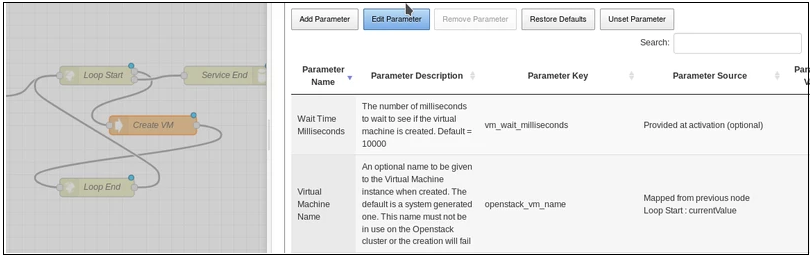 Add Parameter Edit Parameter Remove Parameter Restore Defaults Unset Parameter
Search:
Loop Start
Service End
Create VM
Loop End
Parameter
Name
Parameter Description
Parameter Key
Parameter Source
Wait Time
Milliseconds
The number of milliseconds
to wait to see if the virtual
machine is created. Default =
10000
vm_wait_milliseconds
Provided at activation (optional)
Virtual
Machine
Name
An optional name to be given
to the Virtual Machine
instance when created. The
default is a system generated
one. This name must not be
in use on the Openstack
cluster or the creation will fail
openstack_vm_name
Mapped from previous node
Loop Start : currentValue